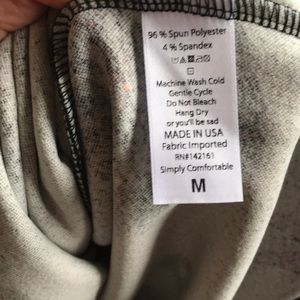 96 % Spun Polyester
4 % Spandex
Machine Wash Cold
Gentle Cycle
Do Not Bleach
Hang Dry
or you'll be sad
MADE IN USA
Fabric Imported
RN#142161
Simply Comfortable
M